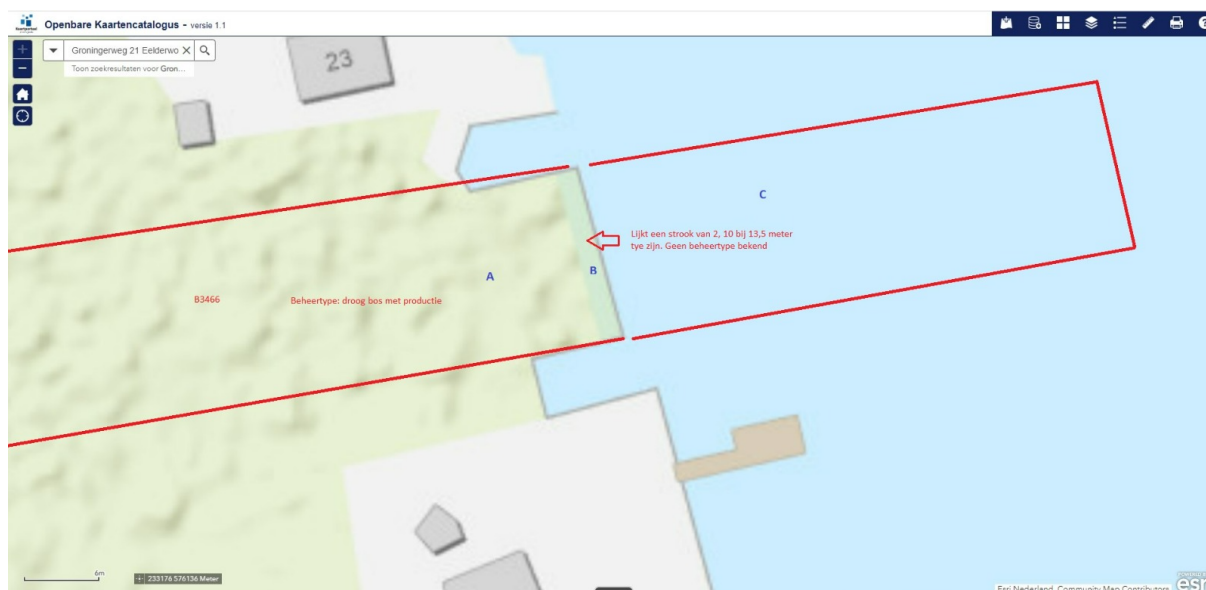 Openbare Kaartencatalogus - versie 1.1
Groningerweg 21 Eelderwo
Toon zoekresultaten voor Gron...
23
C
Lijkt een strook van 2, 10 bij 13,5 meter
tye zijn. Geen beheertype bekend
A
B
B3466
Beheertype: droog bos met productie
6m
233176 576136 Meter
Esri Nederland, Community Map Contributors
esri